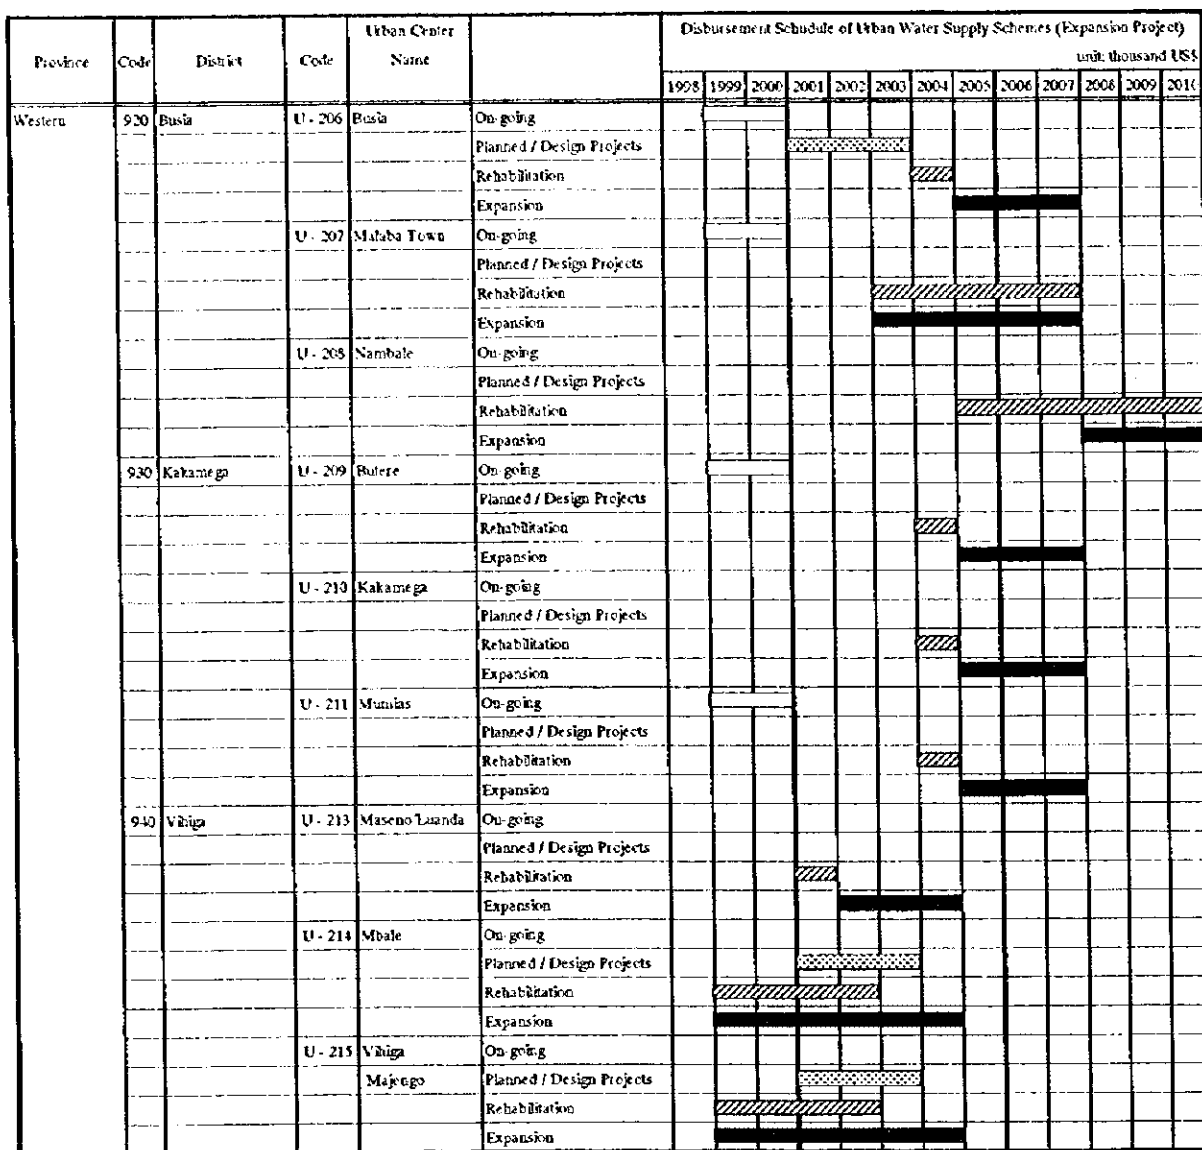 Disbursement Schudule of Urban Water Supply Schemes (Expansion Project)
unit: thousand US$
Province Code District Code Urban Center Name
1998 1999 2000 2001 2002 2003 2004 2005 2006 2007 2008 2009 2010
Western 920 Busia U - 206 Busia On-going
Planned / Design Projects
Rehabilitation
Expansion
U - 207 Malaba Town On-going
Planned / Design Projects
Rehabilitation
Expansion
U - 208 Nambale On-going
Planned / Design Projects
Rehabilitation
Expansion
930 Kakamega U - 209 Butere On-going
Planned / Design Projects
Rehabilitation
Expansion
U - 210 Kakamega On-going
Planned / Design Projects
Rehabilitation
Expansion
U - 211 Mumias On-going
Planned / Design Projects
Rehabilitation
Expansion
940 Vihiga U - 213 Maseno Luanda On-going
Planned / Design Projects
Rehabilitation
Expansion
U - 214 Mbale On-going
Planned / Design Projects
Rehabilitation
Expansion
U - 215 Vihiga On-going
Majengo Planned / Design Projects
Rehabilitation
Expansion